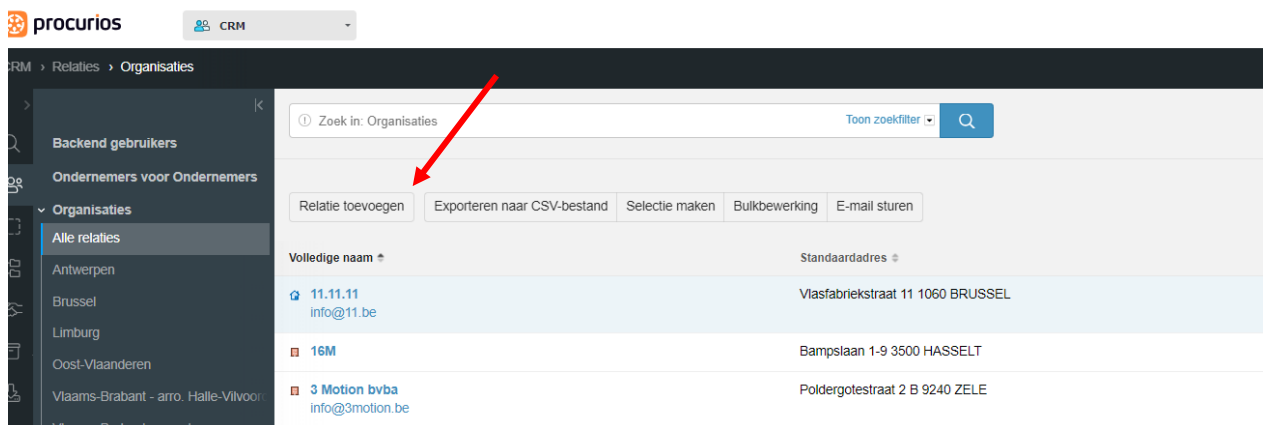 procurios
CRM
CRM › Relaties › Organisaties
Zoek in: Organisaties
Toon zoekfilter
Backend gebruikers
Ondernemers voor Ondernemers
Organisaties
Alle relaties
Antwerpen
Brussel
Limburg
Oost-Vlaanderen
Vlaams-Brabant - arro. Halle-Vilvoord
Relatie toevoegen
Exporteren naar CSV-bestand
Selectie maken
Bulkbewerking
E-mail sturen
Volledige naam
Standaardadres
11.11.11
Vlasfabriekstraat 11 1060 BRUSSEL
info@11.be
16M
Bampslaan 1-9 3500 HASSELT
3 Motion bvba
Poldergotestraat 2 B 9240 ZELE
info@3motion.be